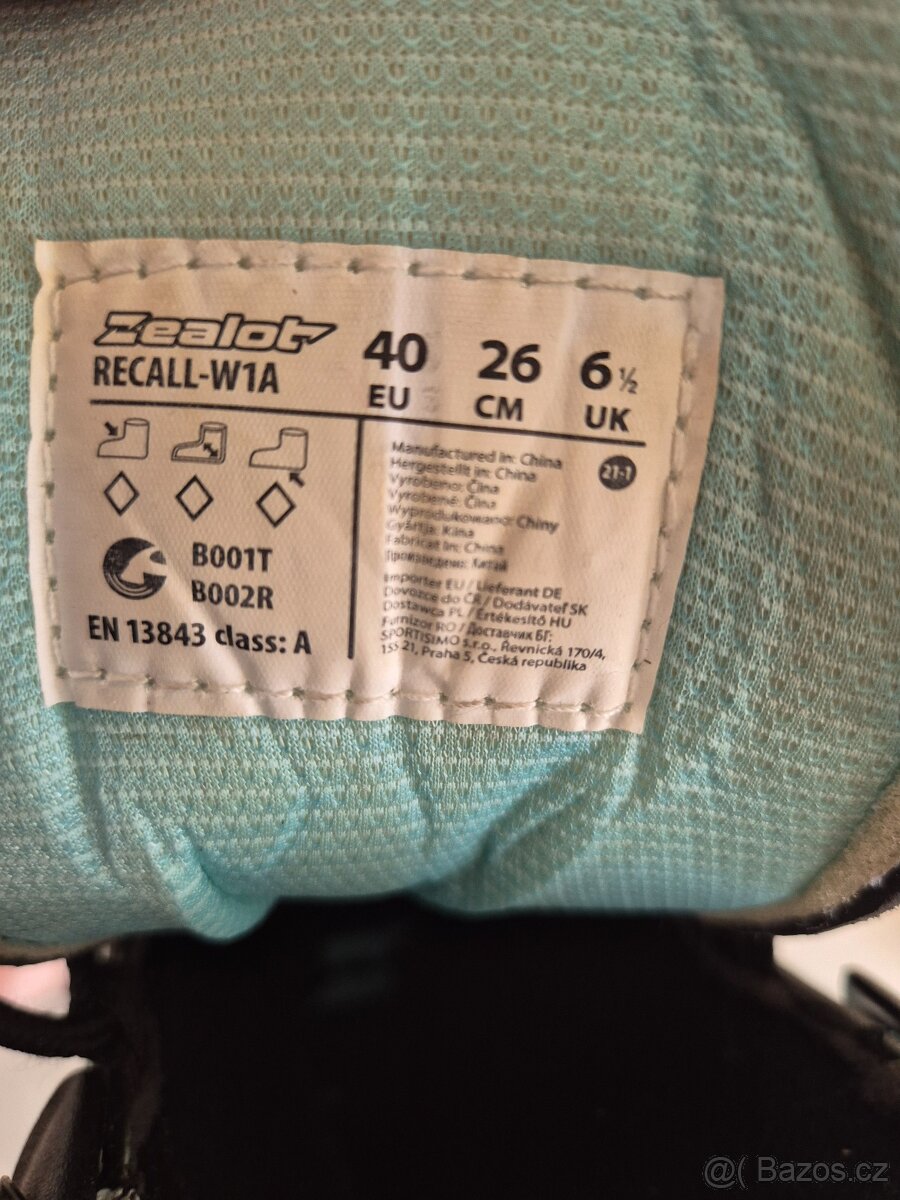 Zealot
RECALL-W1A
40
EU
26
CM
6 ½
UK
B001T
B002R
EN 13843 class: A
21-1
Manufactured in: China
Hergestellt in: China
Vyrobeno: Čína
Vyrobené: Čína
Wyprodukowano: Chiny
Gyártja: Kína
Fabricat în: China
Произведено: Китай
Importer EU / Lieferant DE
Dovozce do ČR / Dodávateľ SK
Dostawca PL / Értékesítő HU
Furnizor RO / Доставчик БГ:
SPORTISIMO s.r.o., Řevnická 170/4,
155 21, Praha 5, Česká republika
@( Bazos.cz